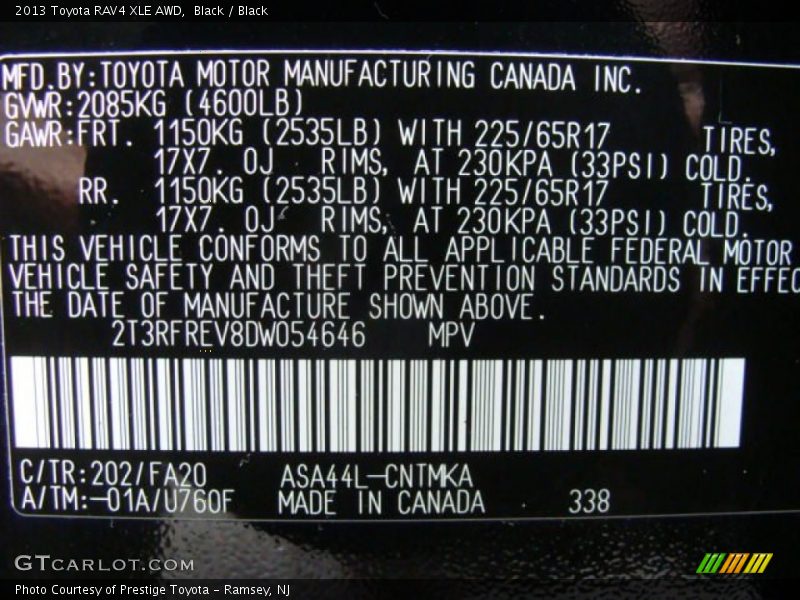 2013 Toyota RAV4 XLE AWD,  Black / Black
MFD.BY:TOYOTA MOTOR MANUFACTURING CANADA INC.
GVWR:2085KG (4600LB)
GAWR:FRT. 1150KG (2535LB) WITH 225/65R17 TIRES,
17X7. 0J RIMS, AT 230KPA (33PSI) COLD.
RR. 1150KG (2535LB) WITH 225/65R17 TIRES,
17X7. 0J RIMS, AT 230KPA (33PSI) COLD.
THIS VEHICLE CONFORMS TO ALL APPLICABLE FEDERAL MOTOR
VEHICLE SAFETY AND THEFT PREVENTION STANDARDS IN EFFEC
THE DATE OF MANUFACTURE SHOWN ABOVE.
2T3RFREV8DW054646 MPV
C/TR:202/FA20 ASA44L-CNTMKA
A/TM:-01A/U760F MADE IN CANADA 338
GTCARLOT.COM
Photo Courtesy of Prestige Toyota - Ramsey, NJ